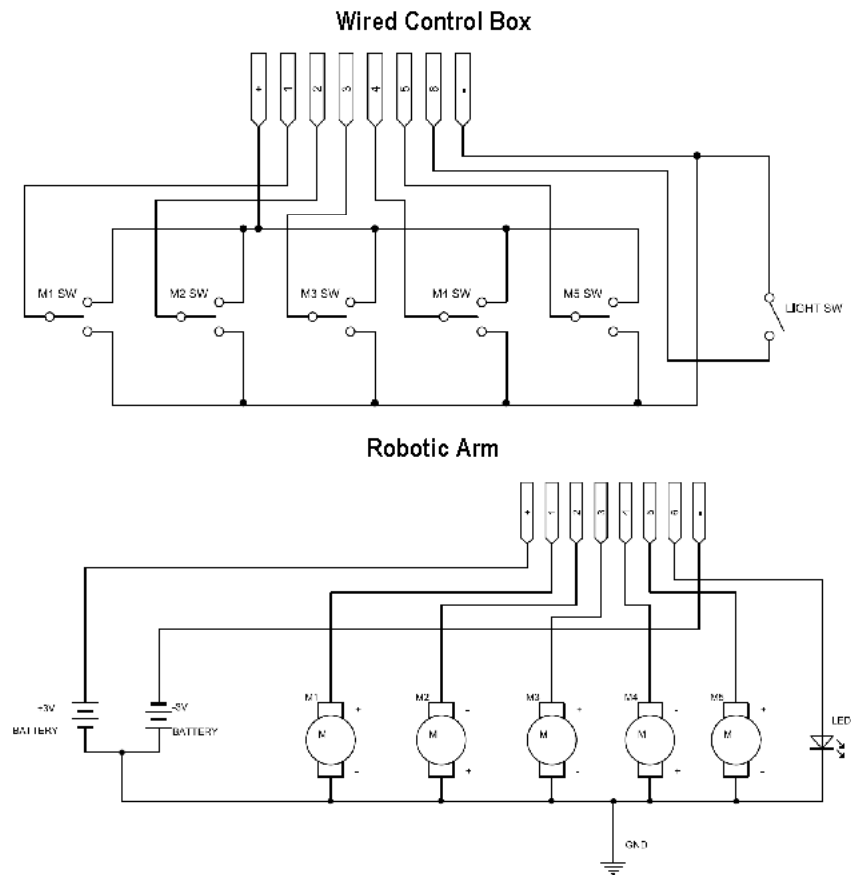 Wired Control Box
+ 1 2 3 4 5 6 -
M1 SW M2 SW M3 SW M4 SW M5 SW
LIGHT SW
Robotic Arm
+ 1 2 3 4 5 6 -
M1 M2 M3 M4 M5
+3V -3V + - + - +
BATTERY BATTERY M M M M M LED
- + - + -
GND